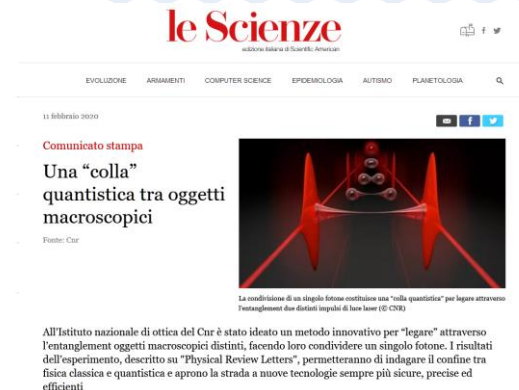 le Scienze
edizione italiana di Scientific American
EVOLUZIONE ARMAMENTI COMPUTER SCIENCE EPIDEMIOLOGIA AUTISMO PLANETOLOGIA
11 febbraio 2020
Comunicato stampa
Una “colla”
quantistica tra oggetti
macroscopici
Fonte: Cnr
La condivisione di un singolo fotone costituisce una "colla quantistica" per legare attraverso
l'entanglement due distinti impulsi di luce laser (© CNR)
All'Istituto nazionale di ottica del Cnr è stato ideato un metodo innovativo per “legare” attraverso
l'entanglement oggetti macroscopici distinti, facendo loro condividere un singolo fotone. I risultati
dell'esperimento, descritto su "Physical Review Letters", permetteranno di indagare il confine tra
fisica classica e quantistica e aprono la strada a nuove tecnologie sempre più sicure, precise ed
efficienti